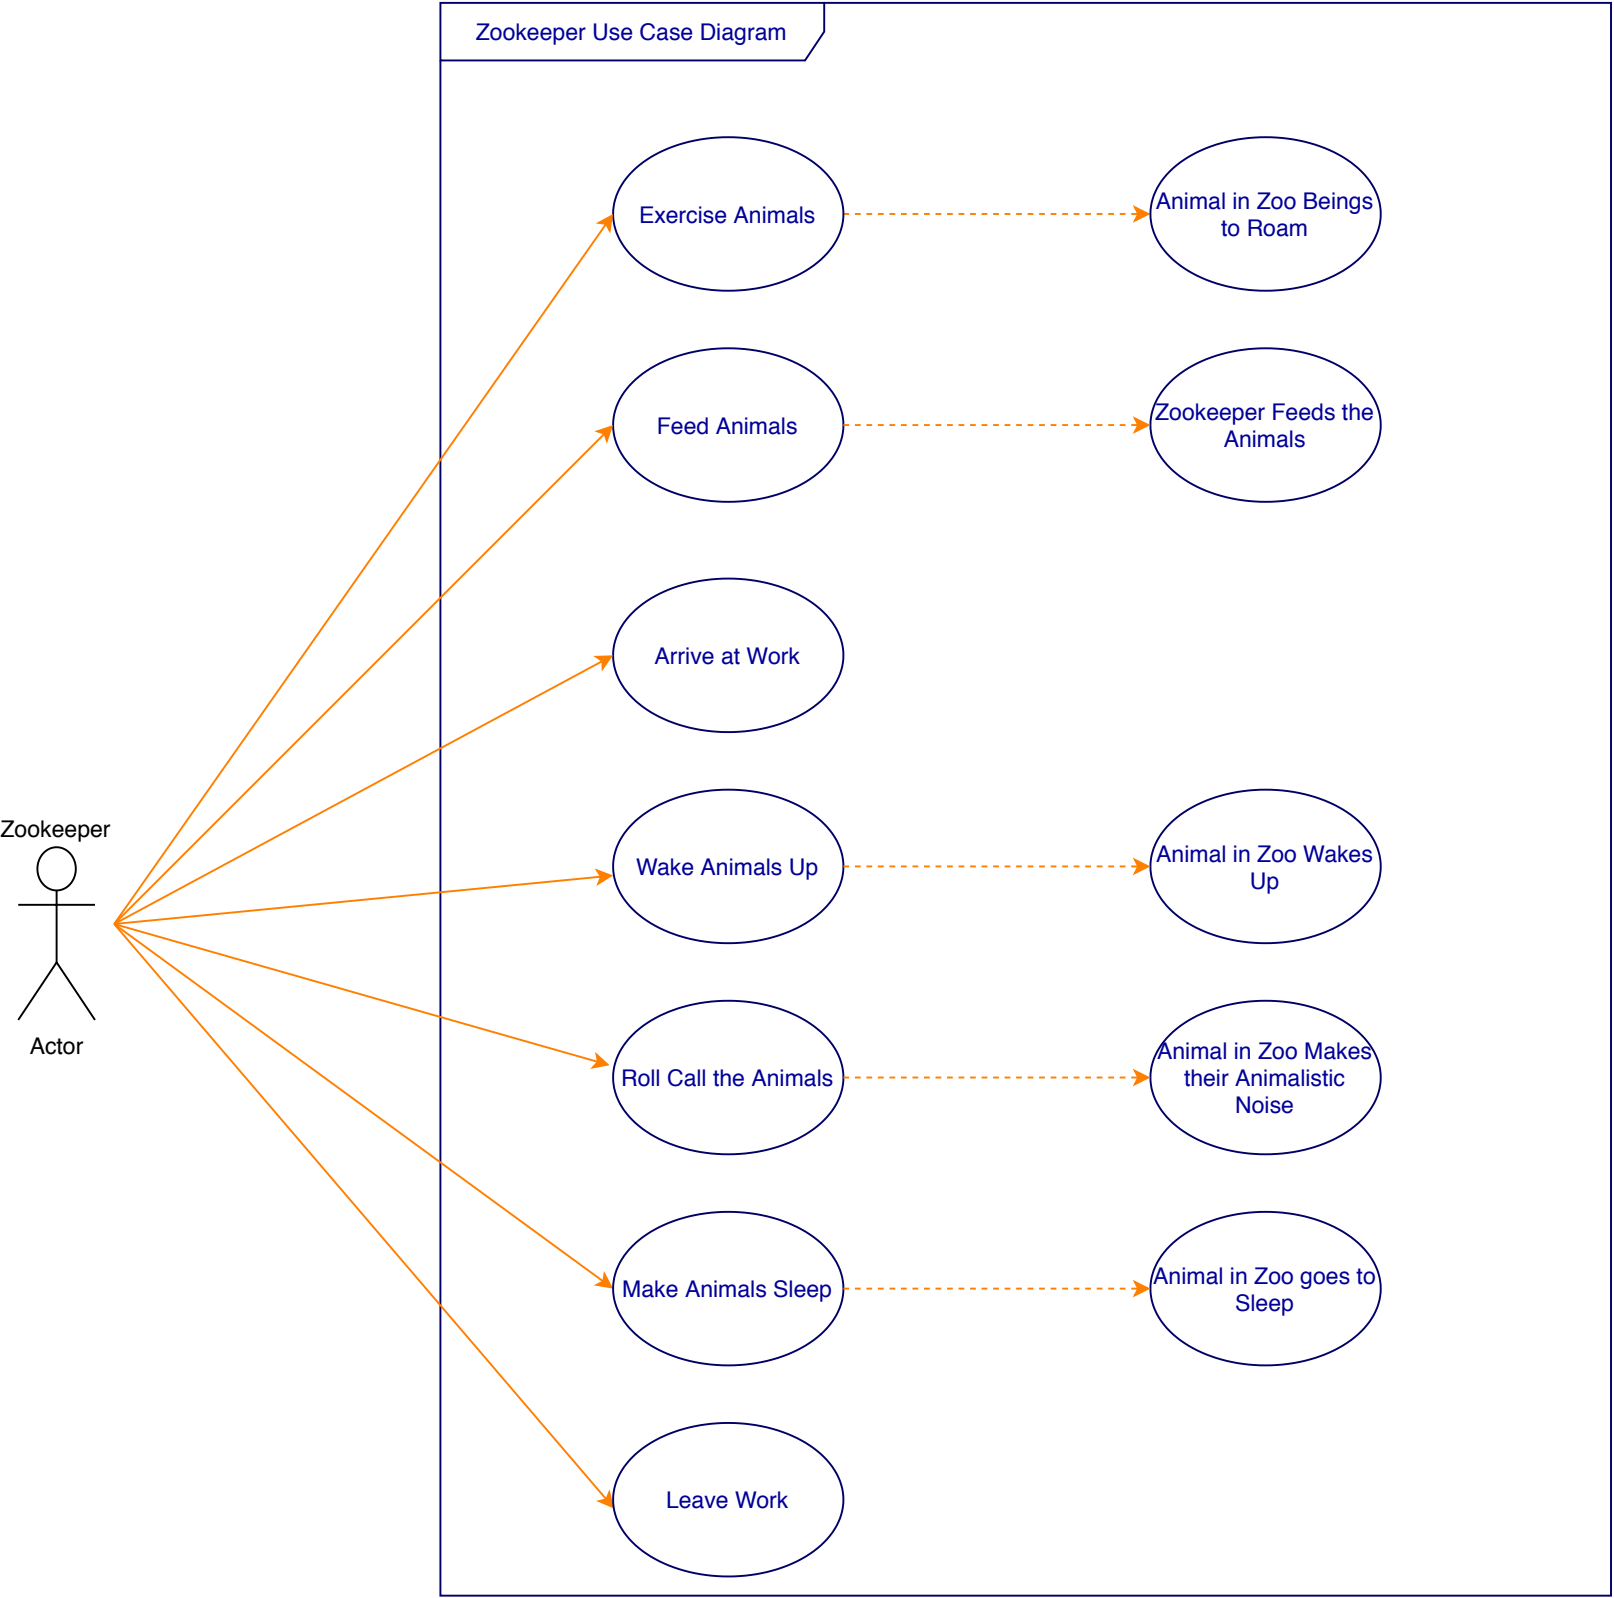 Zookeeper Use Case Diagram
Exercise Animals
Animal in Zoo Beings
to Roam
Feed Animals
Zookeeper Feeds the
Animals
Arrive at Work
Zookeeper
Wake Animals Up
Animal in Zoo Wakes
Up
Actor
Roll Call the Animals
Animal in Zoo Makes
their Animalistic
Noise
Make Animals Sleep
Animal in Zoo goes to
Sleep
Leave Work